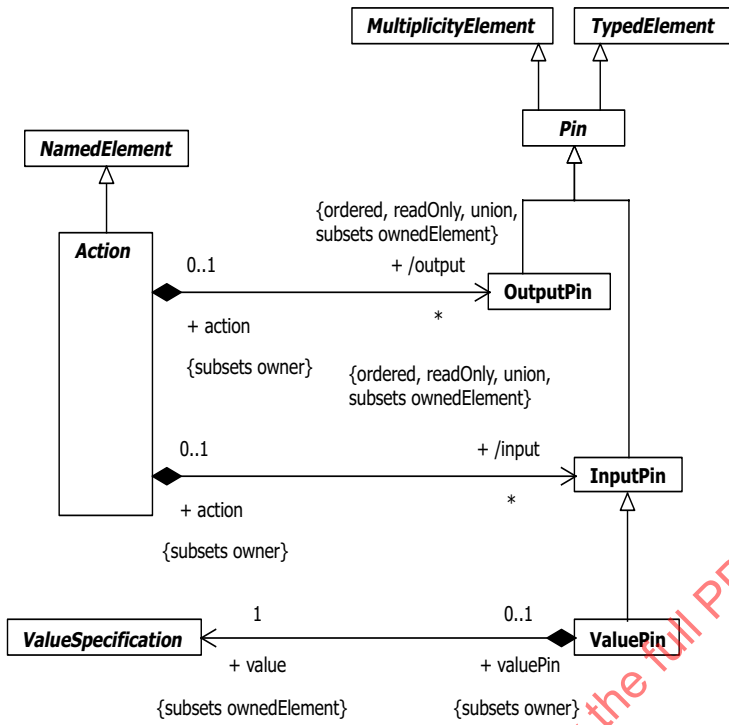 MultiplicityElement
TypedElement
Pin
NamedElement
{ordered, readOnly, union,
subsets ownedElement}
Action
0..1
+ /output
OutputPin
+ action
*
{subsets owner}
{ordered, readOnly, union,
subsets ownedElement}
0..1
+ /input
InputPin
+ action
*
{subsets owner}
1
0..1
ValueSpecification
ValuePin
+ value
+ valuePin
{subsets ownedElement}
{subsets owner}
the full